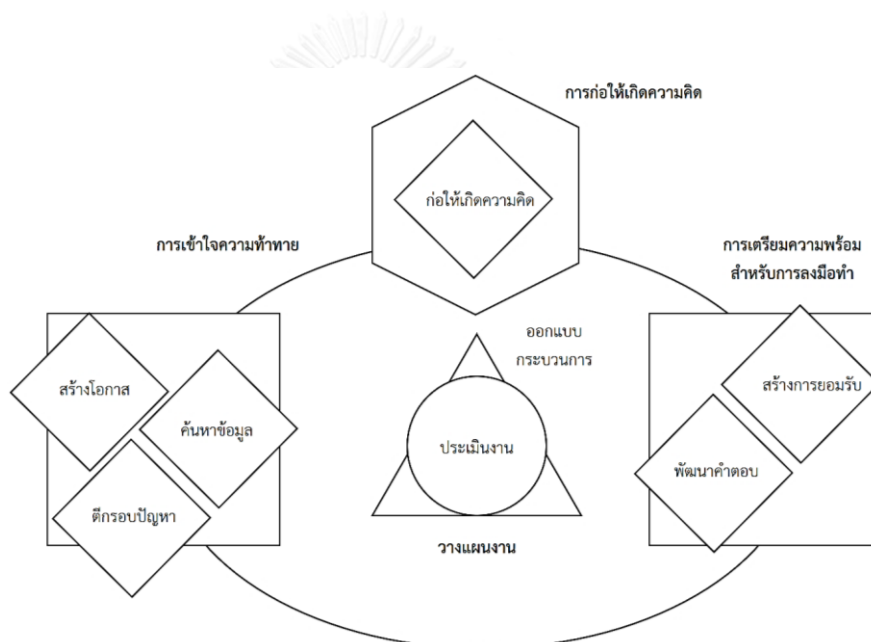 การก่อให้เกิดความคิด
ก่อให้เกิดความคิด
การเข้าใจความท้าทาย
การเตรียมความพร้อม
สำหรับการลงมือทำ
สร้างโอกาส
ค้นหาข้อมูล
ตีกรอบปัญหา
ออกแบบ
กระบวนการ
ประเมินงาน
วางแผนงาน
สร้างการยอมรับ
พัฒนาคำตอบ